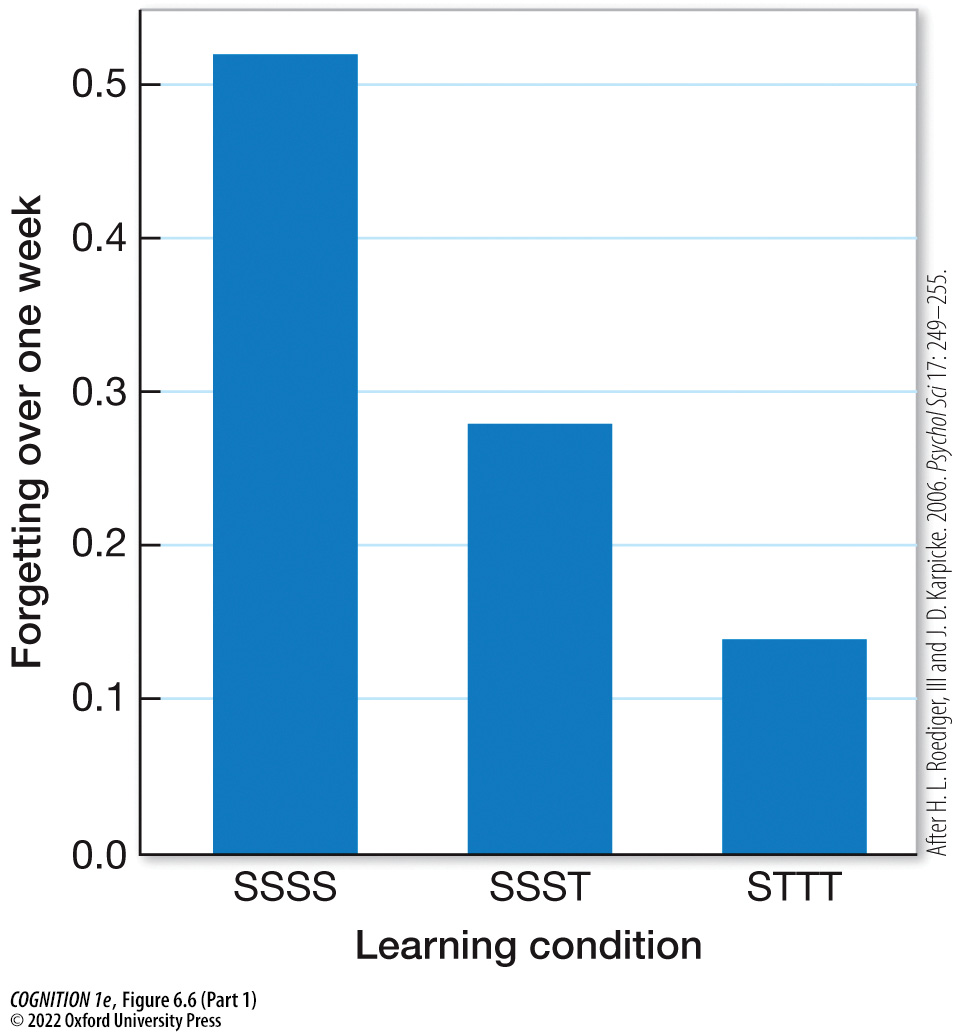 0.5
0.4
0.3
0.2
0.1
0.0
Forgetting over one week
SSSS
SSST
STTT
Learning condition
After H. L. Roediger, III and J. D. Karpicke. 2006. Psychol Sci 17: 249–255.
COGNITION 1e, Figure 6.6 (Part 1)
© 2022 Oxford University Press